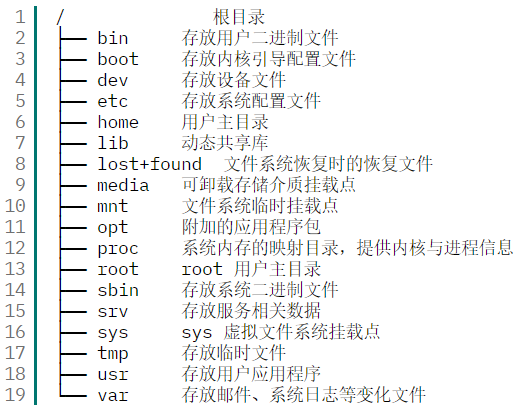 1 / 根目录
2 ├── bin 存放用户二进制文件
3 ├── boot 存放内核引导配置文件
4 ├── dev 存放设备文件
5 ├── etc 存放系统配置文件
6 ├── home 用户主目录
7 ├── lib 动态共享库
8 ├── lost+found 文件系统恢复时的恢复文件
9 ├── media 可卸载存储介质挂载点
10 ├── mnt 文件系统临时挂载点
11 ├── opt 附加的应用程序包
12 ├── proc 系统内存的映射目录，提供内核与进程信息
13 ├── root root 用户主目录
14 ├── sbin 存放系统二进制文件
15 ├── srv 存放服务相关数据
16 ├── sys sys 虚拟文件系统挂载点
17 ├── tmp 存放临时文件
18 ├── usr 存放用户应用程序
19 └── var 存放邮件、系统日志等变化文件